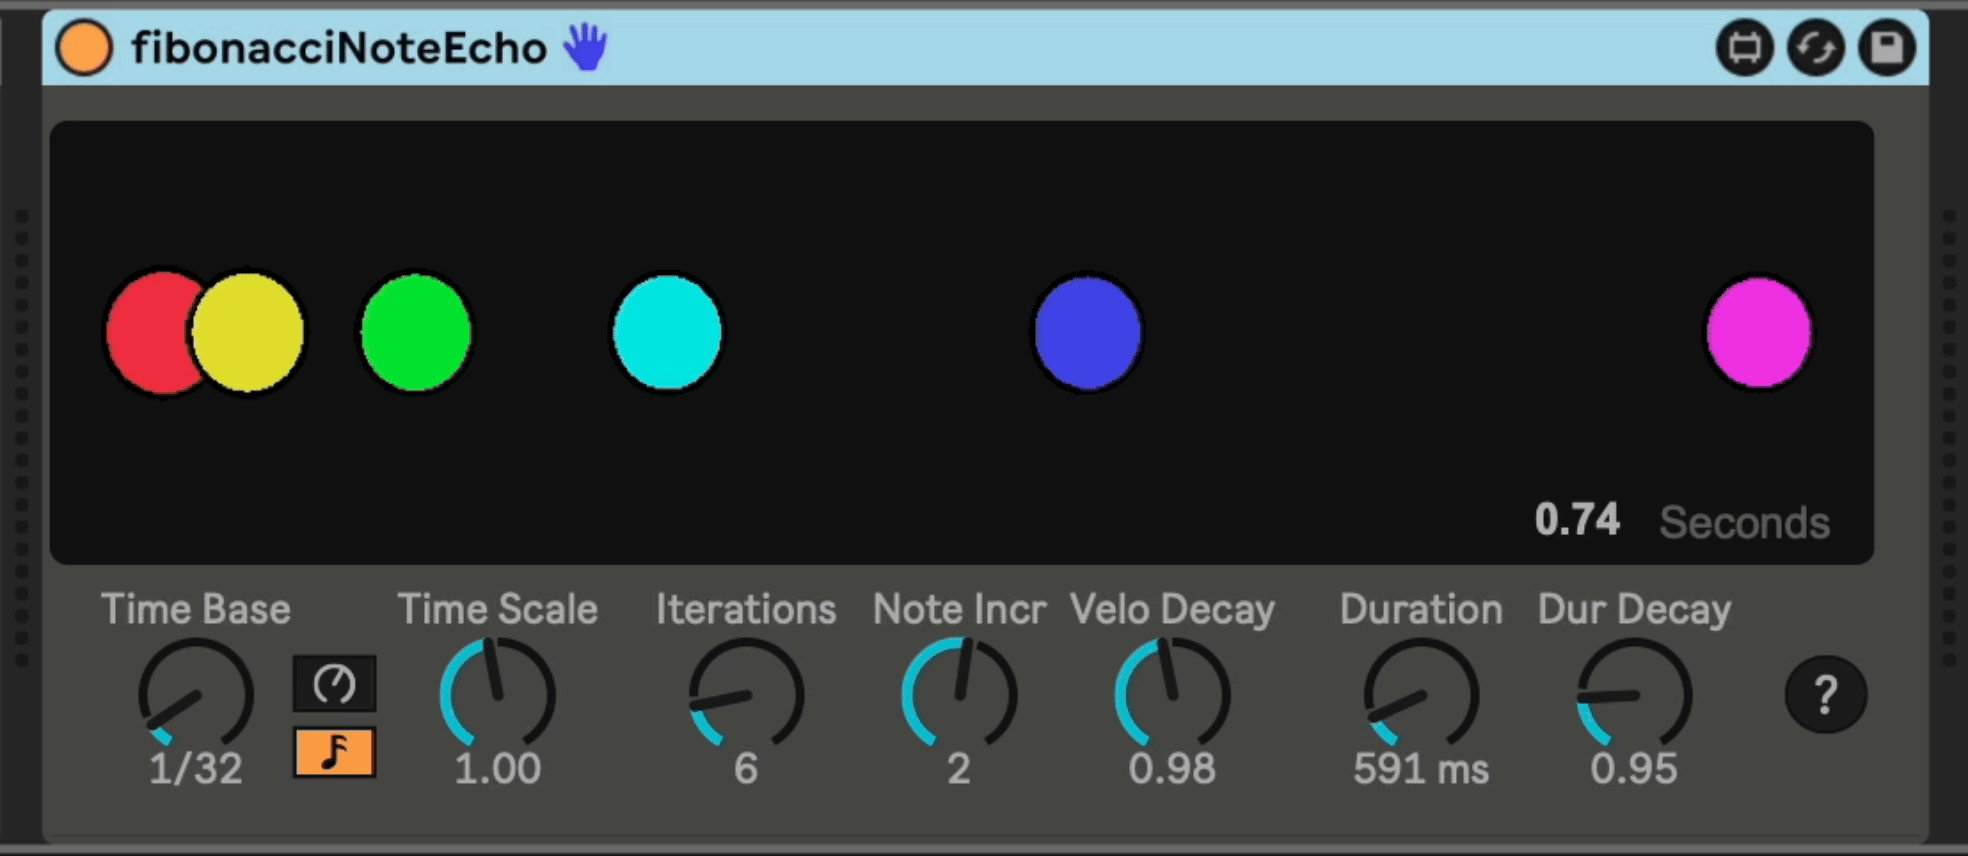 fibonacciNoteEcho
0.74 Seconds
Time Base Time Scale Iterations Note Incr Velo Decay Duration Dur Decay
?
1/32 1.00 6 2 0.98 591 ms 0.95